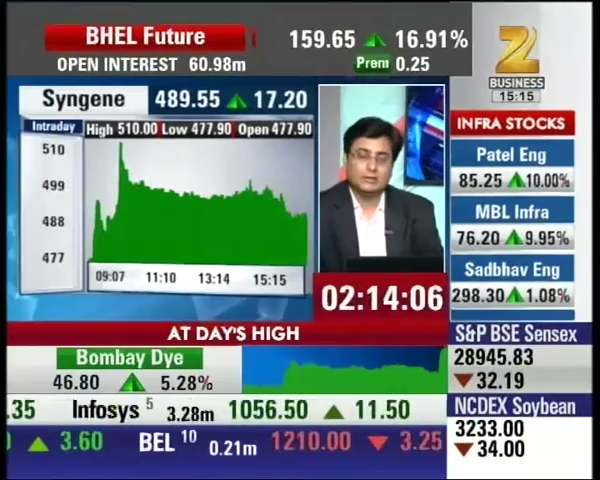 BHEL Future
159.65 16.91%
OPEN INTEREST 60.98m
Prem 0.25
Z
BUSINESS
15:15
Syngene 489.55 17.20
Intraday High 510.00 Low 477.90 Open 477.90
510
499
488
477
09:07 11:10 13:14 15:15
INFRA STOCKS
Patel Eng
85.25 10.00%
MBL Infra
76.20 9.95%
Sadbhav Eng
298.30 1.08%
02:14:06
AT DAY'S HIGH
Bombay Dye
46.80 5.28%
S&P BSE Sensex
28945.83
32.19
NCDEX Soybean
3233.00
34.00
.35 Infosys 5 3.28m 1056.50 11.50
3.60 BEL 10 0.21m 1210.00 3.25